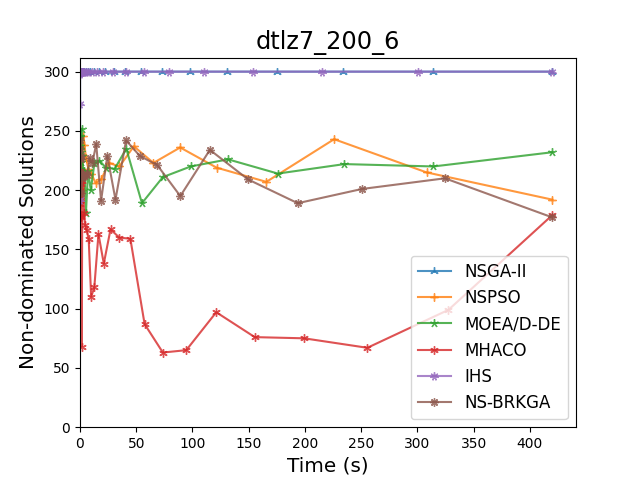 dtlz7_200_6
Non-dominated Solutions
300
250
200
150
100
50
0
0 50 100 150 200 250 300 350 400
Time (s)
NSGA-II
NSPSO
MOEA/D-DE
MHACO
IHS
NS-BRKGA